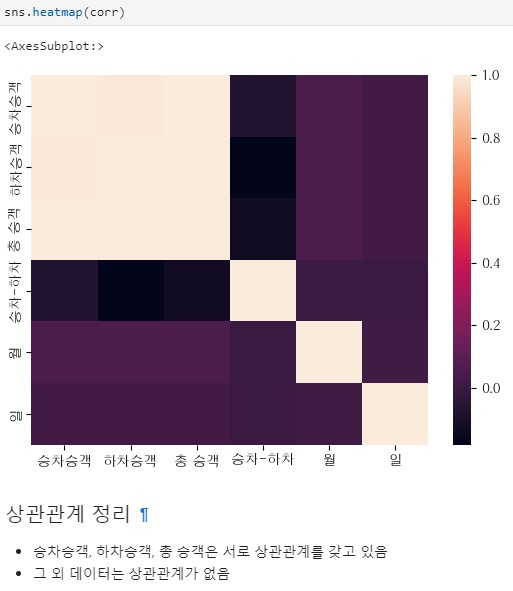 sns.heatmap(corr)
<AxesSubplot:>
승차승객
하차승객
총 승객
승차-하차
월
일
1.0
0.8
0.6
0.4
0.2
0.0
승차승객 하차승객 총 승객 승차-하차 월 일
상관관계 정리 ¶
• 승차승객, 하차승객, 총 승객은 서로 상관관계를 갖고 있음
• 그 외 데이터는 상관관계가 없음